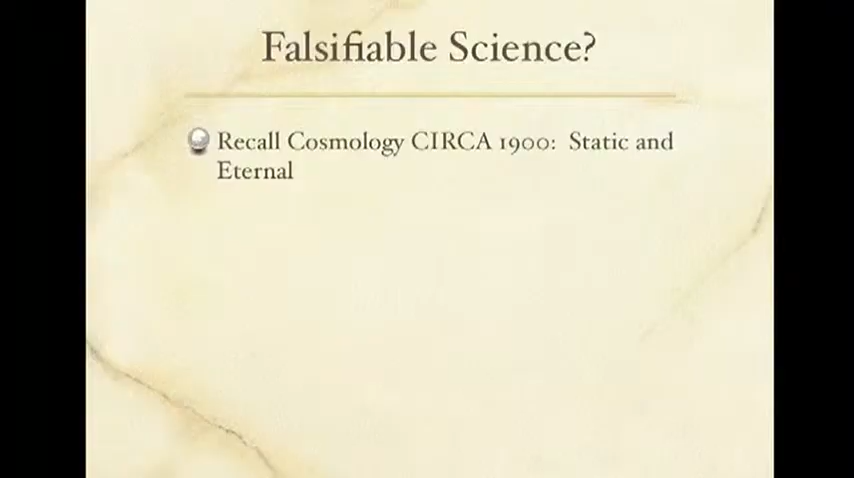 Falsifiable Science?
Recall Cosmology CIRCA 1900:  Static and
Eternal